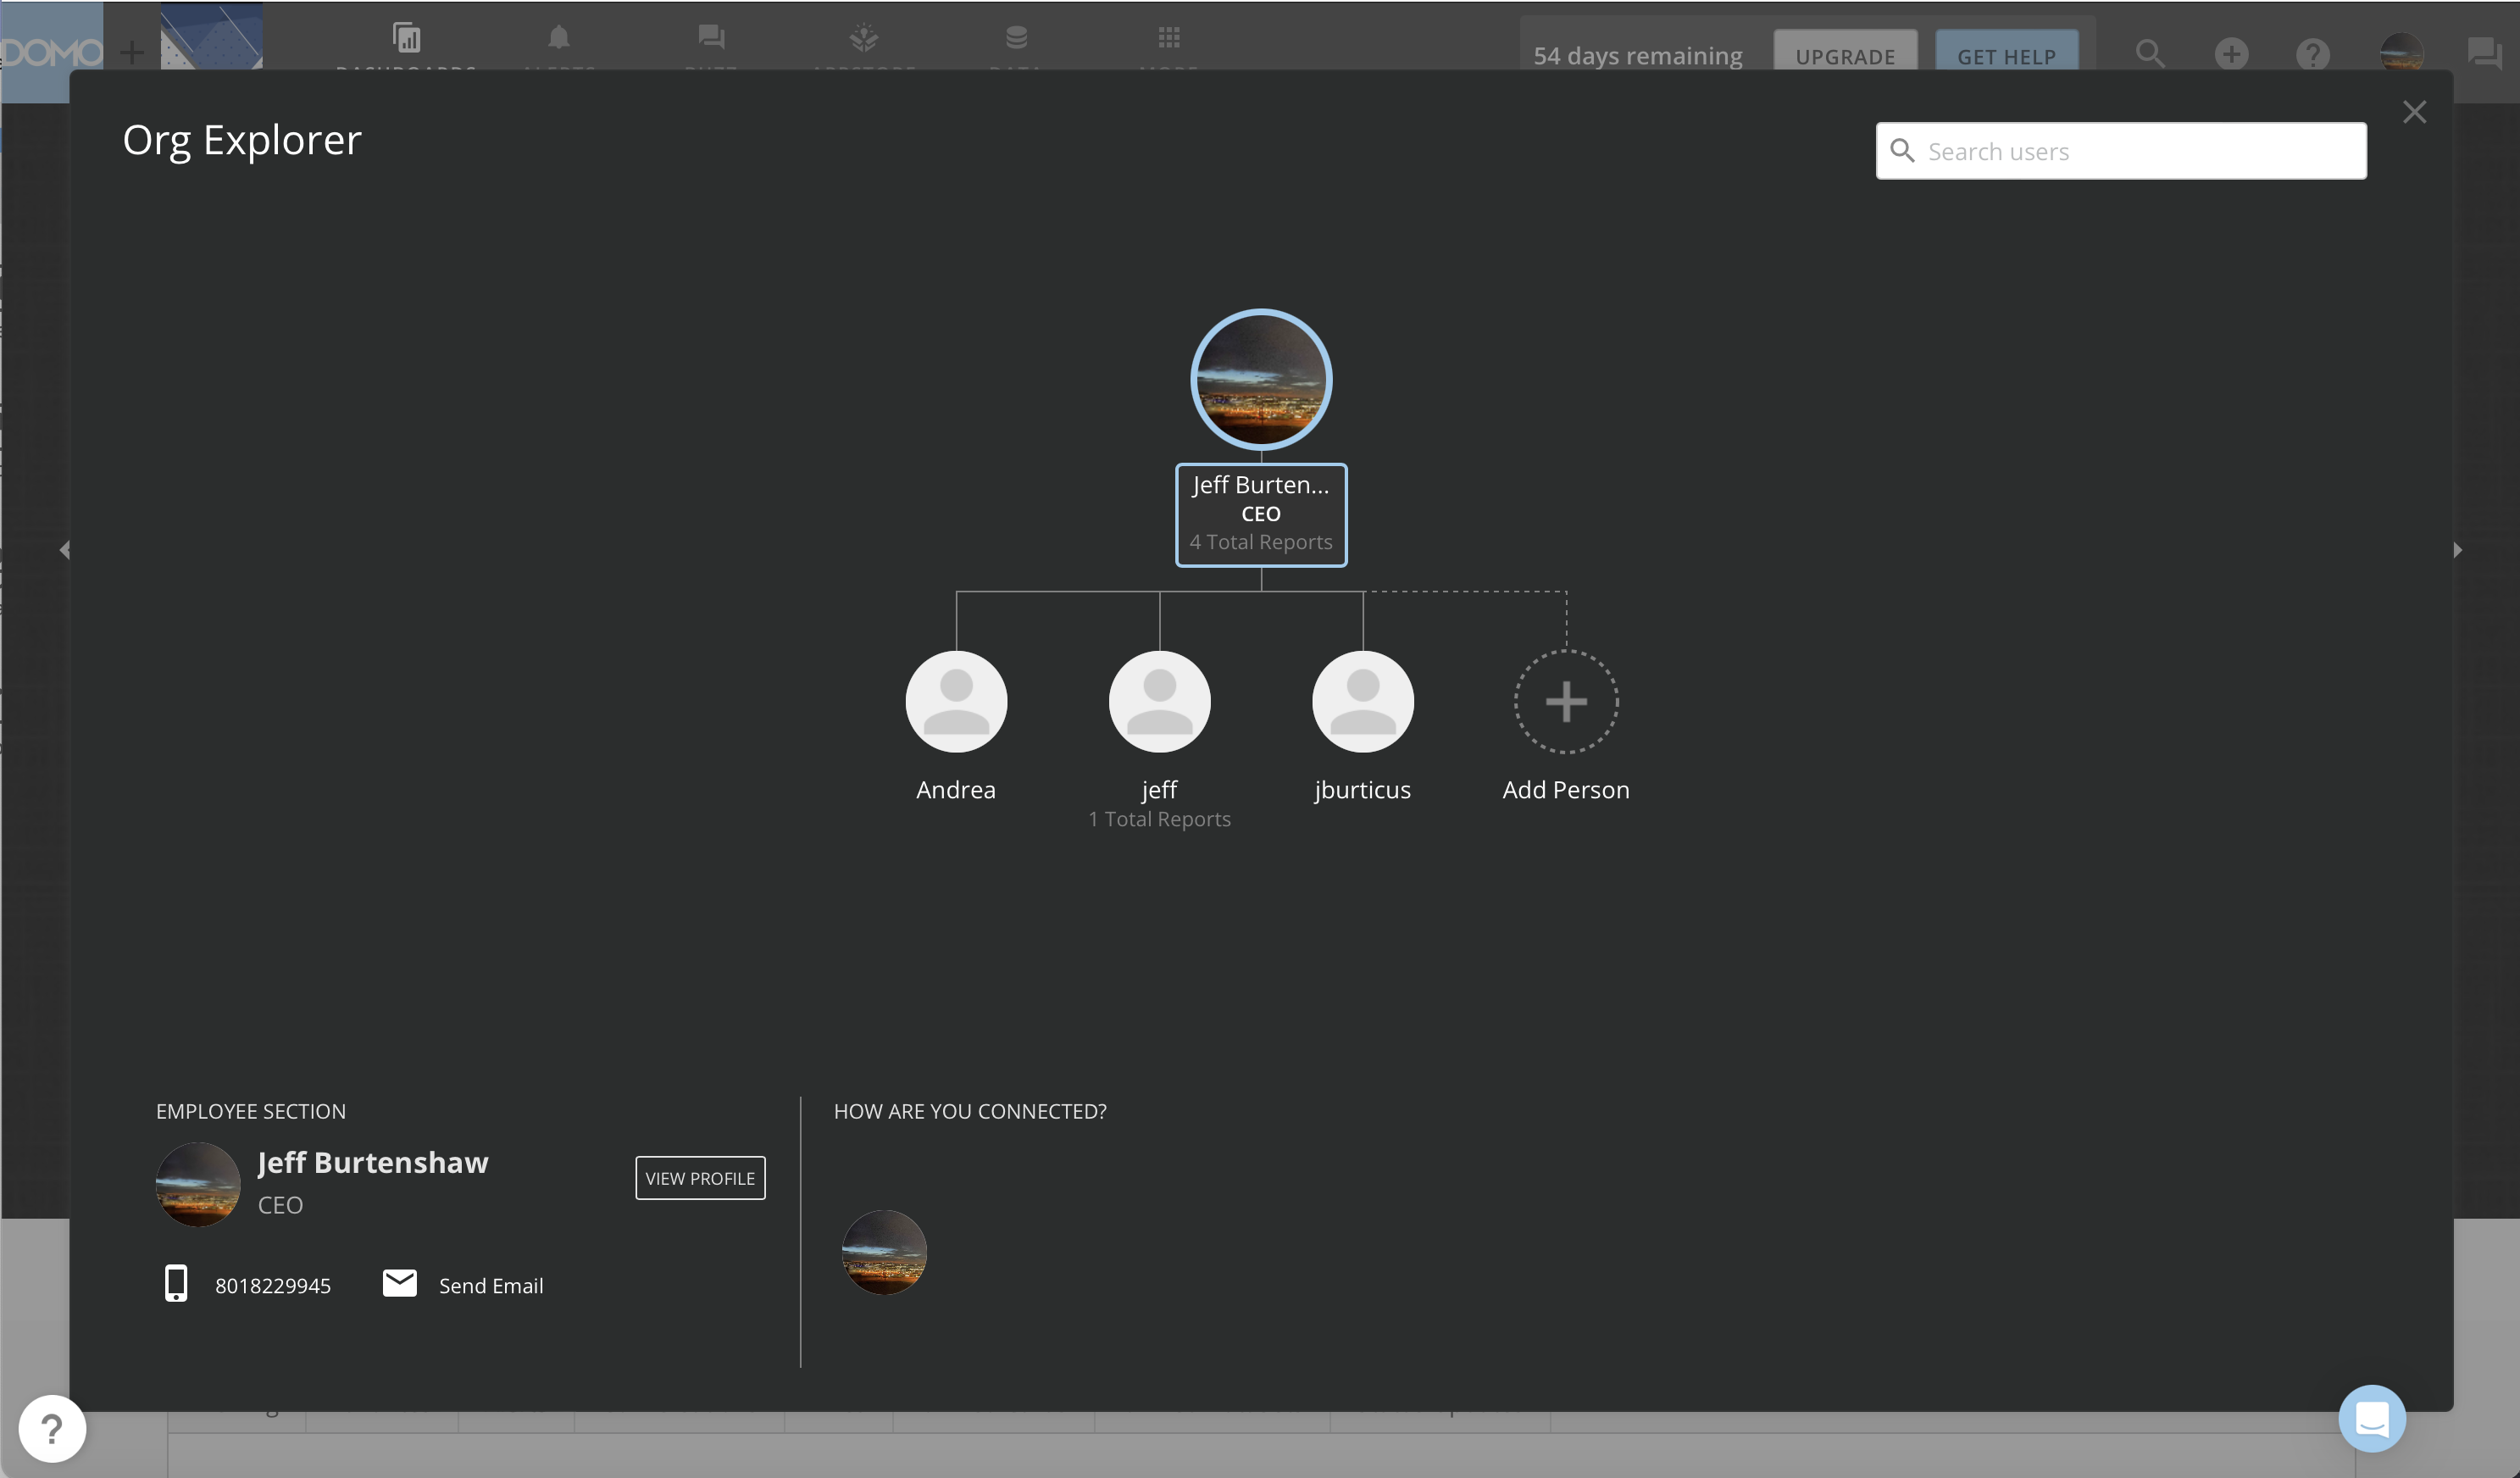 DOMO
54 days remaining
UPGRADE
GET HELP
Org Explorer
Search users
Jeff Burten...
CEO
4 Total Reports
Andrea
jeff
jburticus
Add Person
1 Total Reports
EMPLOYEE SECTION
HOW ARE YOU CONNECTED?
Jeff Burtenshaw
CEO
VIEW PROFILE
8018229945
Send Email